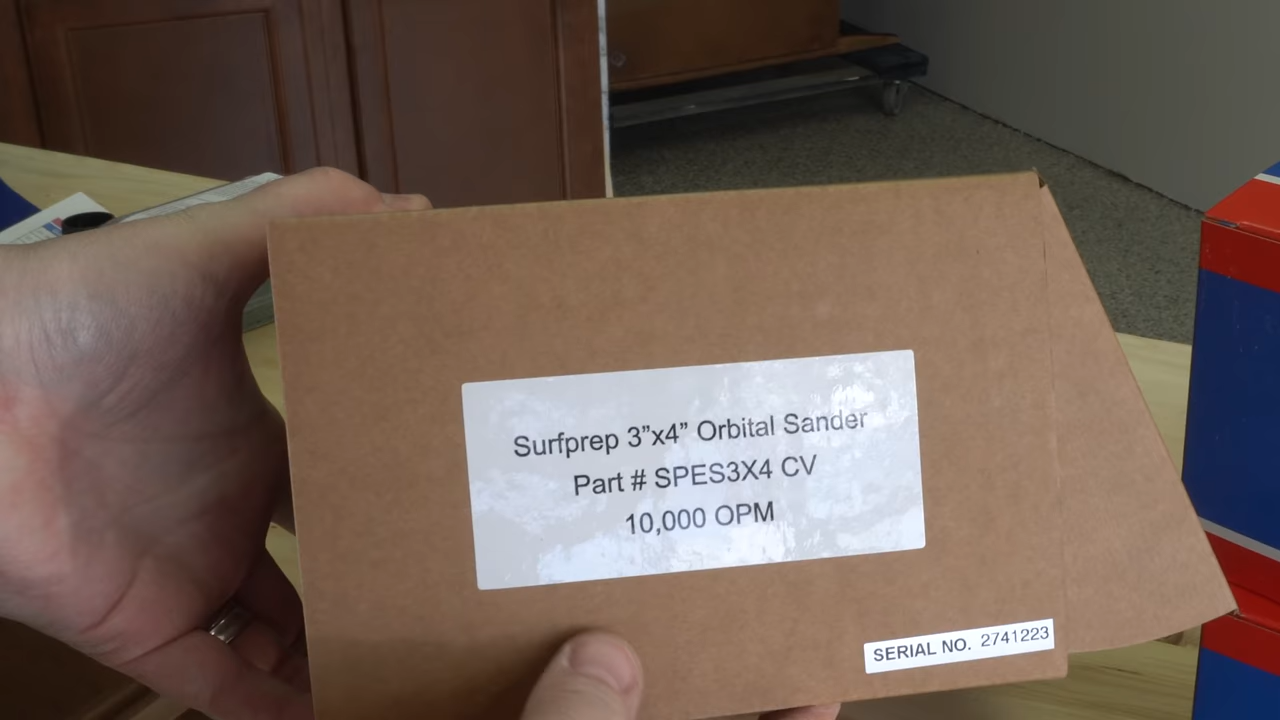 Surfprep 3”x4” Orbital Sander
Part # SPES3X4 CV
10,000 OPM
SERIAL NO. 2741223